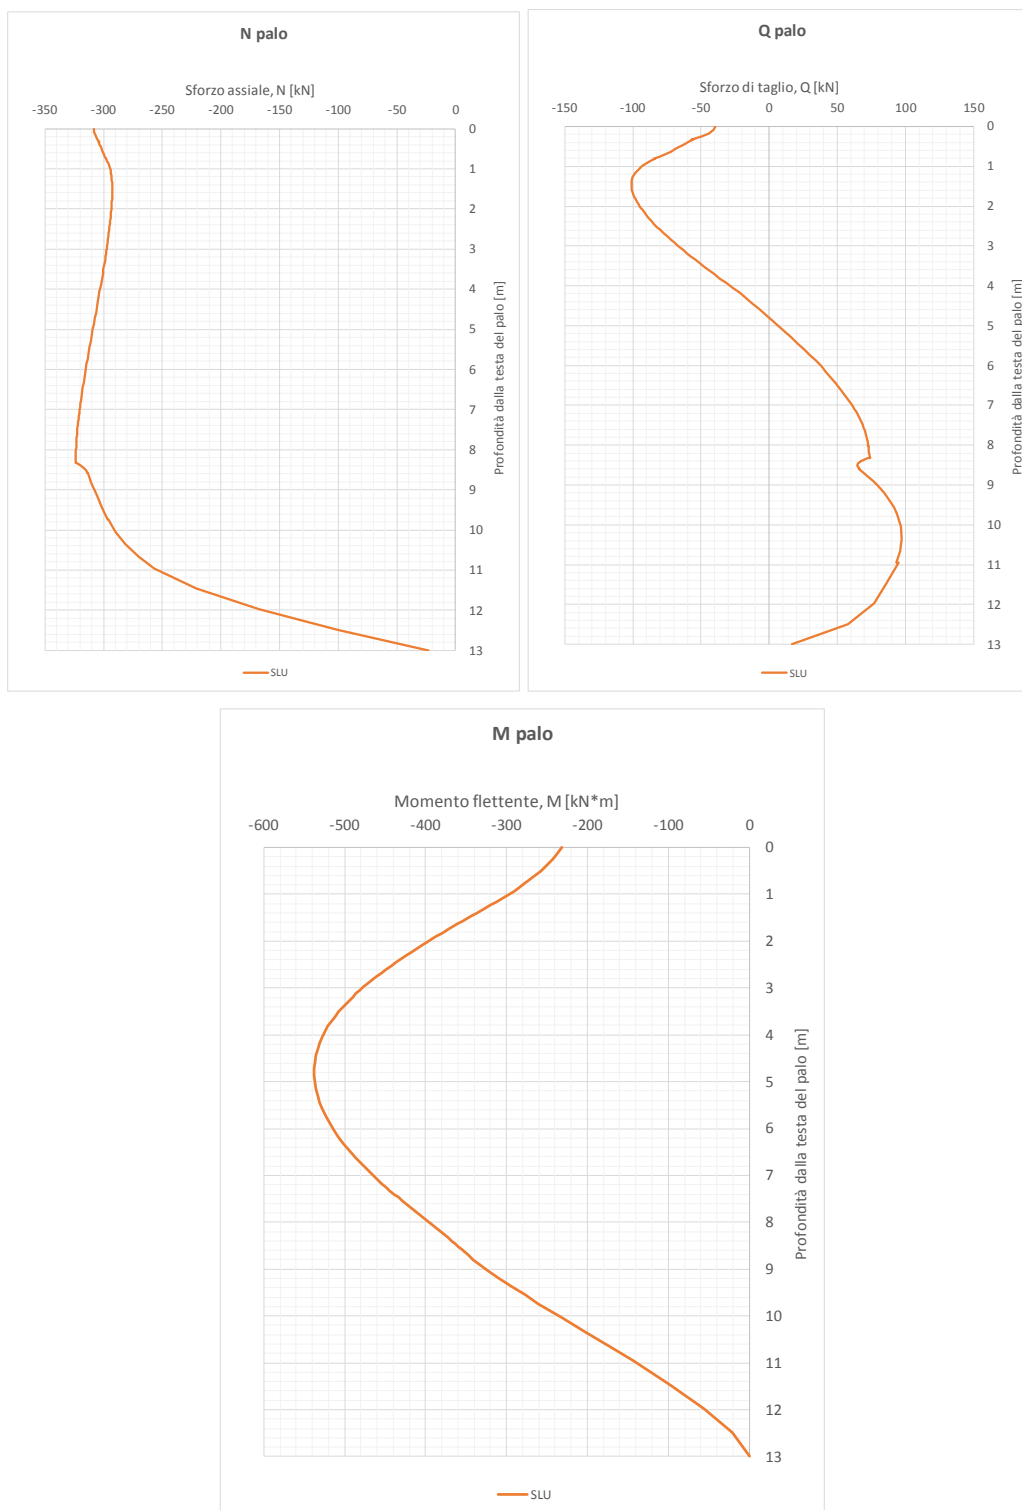 N palo
Sforzo assiale, N [kN]
-350 -300 -250 -200 -150 -100 -50 0
0
1
2
3
4
5
6
7
8
9
10
11
12
13
Profondità dalla testa del palo [m]
SLU
Q palo
Sforzo di taglio, Q [kN]
-150 -100 -50 0 50 100 150
0
1
2
3
4
5
6
7
8
9
10
11
12
13
Profondità dalla testa del palo [m]
SLU
M palo
Momento flettente, M [kN*m]
-600 -500 -400 -300 -200 -100 0
0
1
2
3
4
5
6
7
8
9
10
11
12
13
Profondità dalla testa del palo [m]
SLU